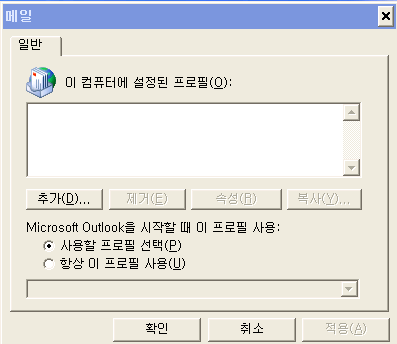 메일
일반
이 컴퓨터에 설정된 프로필(O):
추가(D)... 제거(E) 속성(R) 복사(Y)...
Microsoft Outlook을 시작할 때 이 프로필 사용:
사용할 프로필 선택(P)
항상 이 프로필 사용(U)
확인 취소 적용(A)